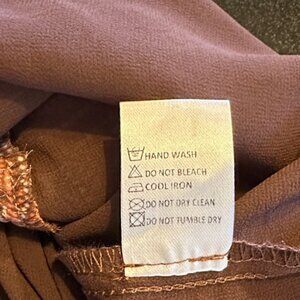 HAND WASH
DO NOT BLEACH
COOL IRON
DO NOT DRY CLEAN
DO NOT TUMBLE DRY